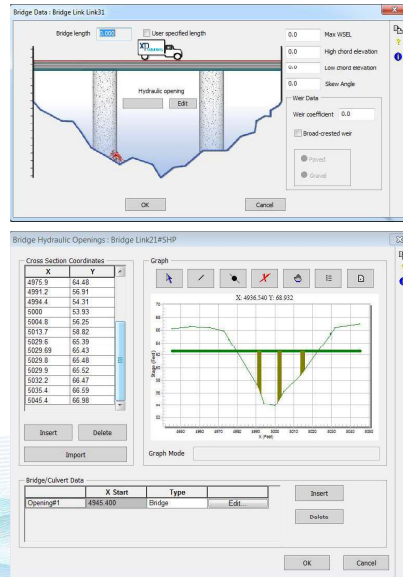 Bridge Data : Bridge Link Link31
Bridge length 0.000 User specified length
0.0 Max WSEL
0.0 High chord elevation
0.0 Low chord elevation
0.0 Skew Angle
Hydraulic opening
Edit
Weir Data
Weir coefficient 0.0
Broad-crested weir
Paved
Gravel
OK Cancel
Bridge Hydraulic Openings : Bridge Link21#SHP
Cross Section Coordinates
X Y
4975.9 64.48
4991.2 56.91
4994.4 54.31
5000 53.93
5004.8 56.25
5013.7 58.82
5029.6 65.39
5029.69 65.43
5029.8 65.48
5029.9 65.52
5032.2 66.47
5035.4 66.59
5045.4 66.98
Insert Delete
Import
Graph
X: 4936.540 Y: 68.932
Stage (Feet)
X (Feet)
Graph Mode
Bridge/Culvert Data
X Start Type
Opening#1 4945.400 Bridge Edit...
Insert
Delete
OK Cancel